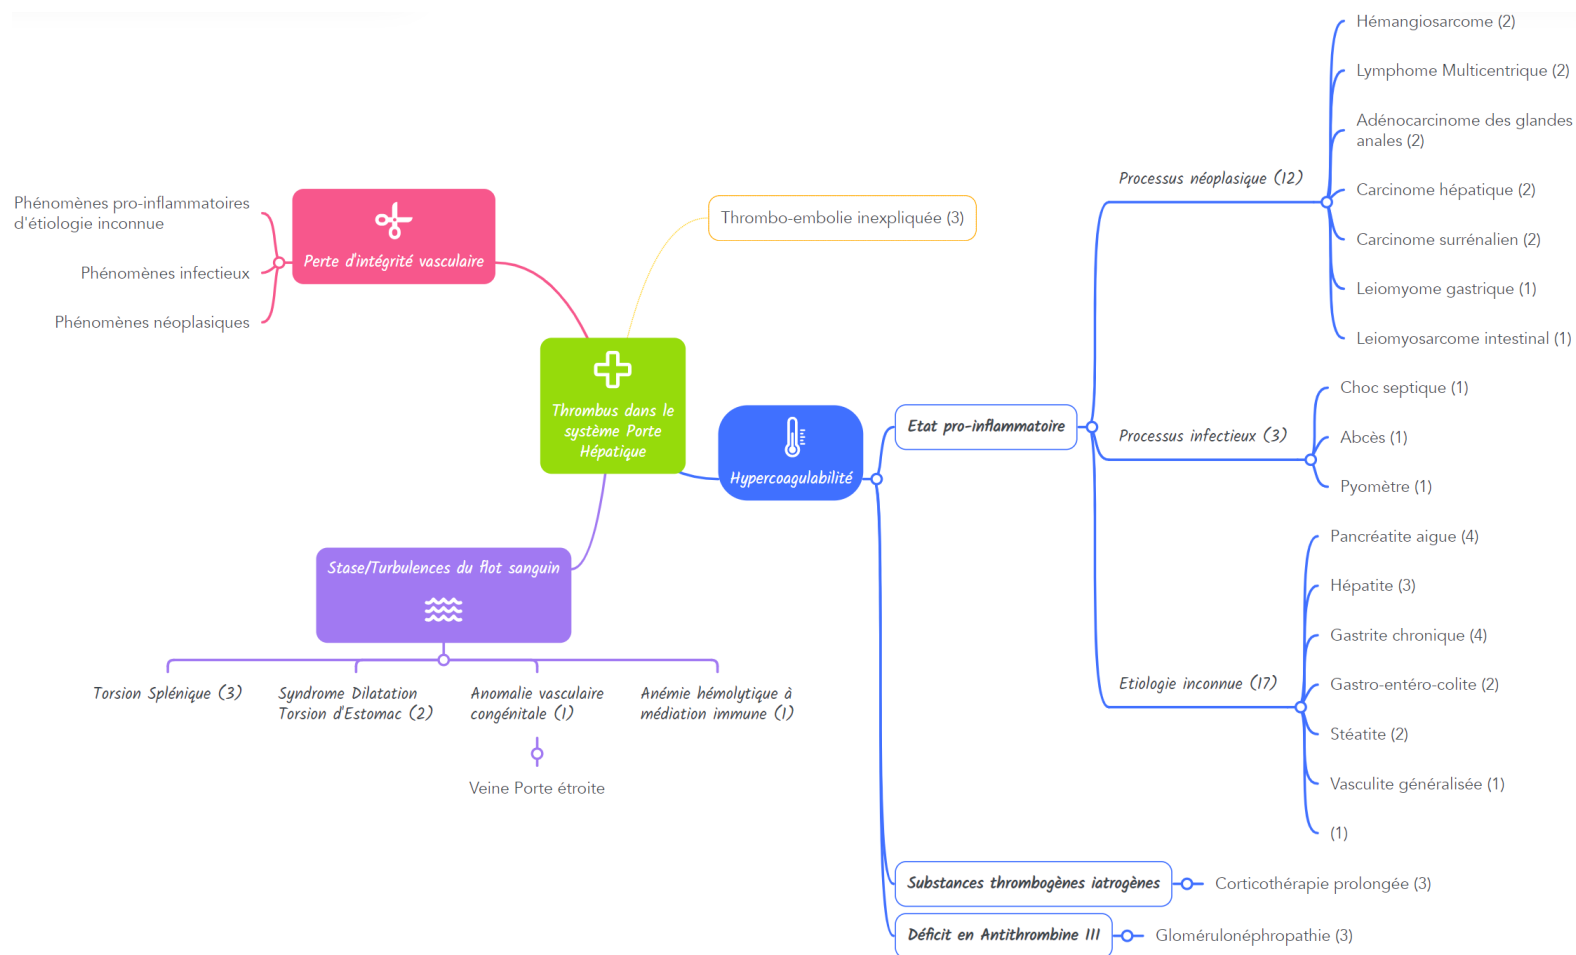 Phénomènes pro-inflammatoires
d'étiologie inconnue
Phénomènes infectieux
Phénomènes néoplasiques
Perte d'intégrité vasculaire
Thrombo-embolie inexpliquée (3)
Thrombus dans le
système Porte
Hépatique
Hypercoagulabilité
Stase/Turbulences du flot sanguin
Torsion Splénique (3)
Syndrome Dilatation
Torsion d'Estomac (2)
Anomalie vasculaire
congénitale (1)
Veine Porte étroite
Anémie hémolytique à
médiation immune (1)
Etat pro-inflammatoire
Processus néoplasique (12)
Hémangiosarcome (2)
Lymphome Multicentrique (2)
Adénocarcinome des glandes
anales (2)
Carcinome hépatique (2)
Carcinome surrénalien (2)
Leiomyome gastrique (1)
Leiomyosarcome intestinal (1)
Processus infectieux (3)
Choc septique (1)
Abcès (1)
Pyomètre (1)
Etiologie inconnue (17)
Pancréatite aigue (4)
Hépatite (3)
Gastrite chronique (4)
Gastro-entéro-colite (2)
Stéatite (2)
Vasculite généralisée (1)
(1)
Substances thrombogènes iatrogènes
Corticothérapie prolongée (3)
Déficit en Antithrombine III
Glomérulonéphropathie (3)